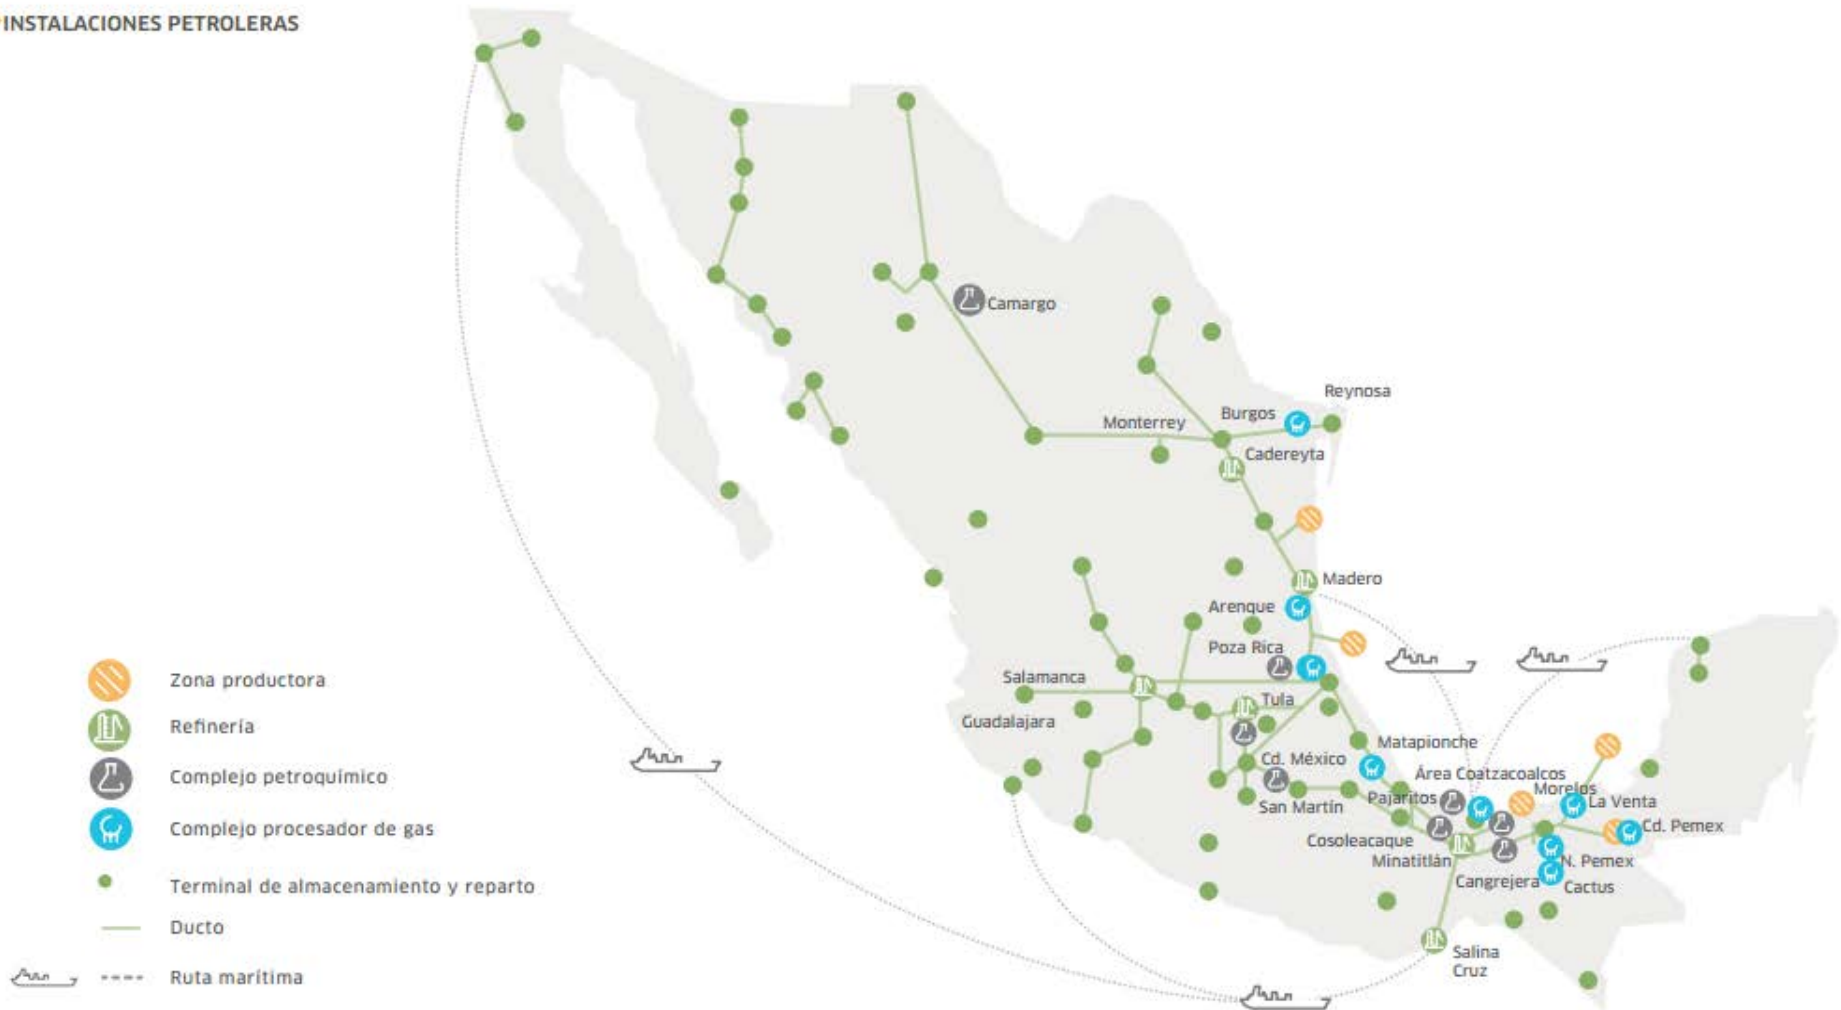 INSTALACIONES PETROLERAS
Camargo
Reynosa
Burgos
Monterrey
Cadereyta
Madero
Arenque
Poza Rica
Salamanca
Tula
Guadalajara
Matapionche
Cd. México
Área Coatzacoalcos
Morelos
Pajaritos
La Venta
San Martín
Cd. Pemex
Cosoleacaque
Minatitlán
N. Pemex
Cangrejera
Cactus
Salina
Cruz
Zona productora
Refinería
Complejo petroquímico
Complejo procesador de gas
Terminal de almacenamiento y reparto
Ducto
Ruta marítima